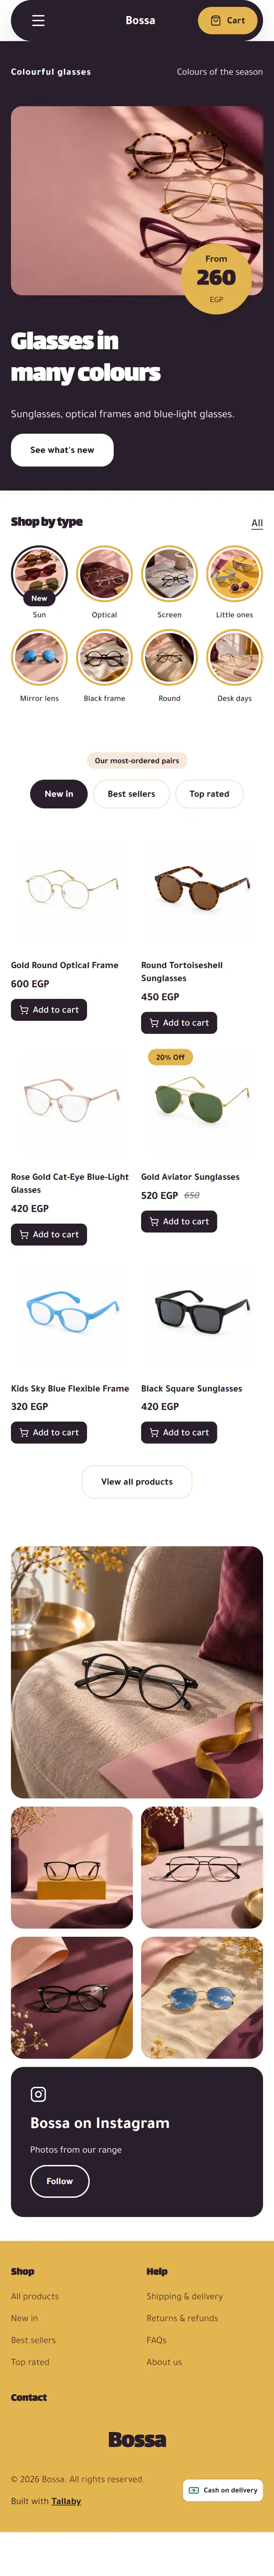 Bossa
Cart
Colourful glasses
Colours of the season
From
260
EGP
Glasses in
many colours
Sunglasses, optical frames and blue-light glasses.
See what's new
Shop by type
All
New
Sun
Optical
Screen
Little ones
Mirror lens
Black frame
Round
Desk days
Our most-ordered pairs
New in
Best sellers
Top rated
Gold Round Optical Frame
600 EGP
Add to cart
Round Tortoiseshell
Sunglasses
450 EGP
Add to cart
Rose Gold Cat-Eye Blue-Light
Glasses
420 EGP
Add to cart
20% Off
Gold Aviator Sunglasses
520 EGP 650
Add to cart
Kids Sky Blue Flexible Frame
320 EGP
Add to cart
Black Square Sunglasses
420 EGP
Add to cart
View all products
Bossa on Instagram
Photos from our range
Follow
Shop
All products
New in
Best sellers
Top rated
Help
Shipping & delivery
Returns & refunds
FAQs
About us
Contact
Bossa
© 2026 Bossa. All rights reserved.
Built with Tallaby
Cash on delivery